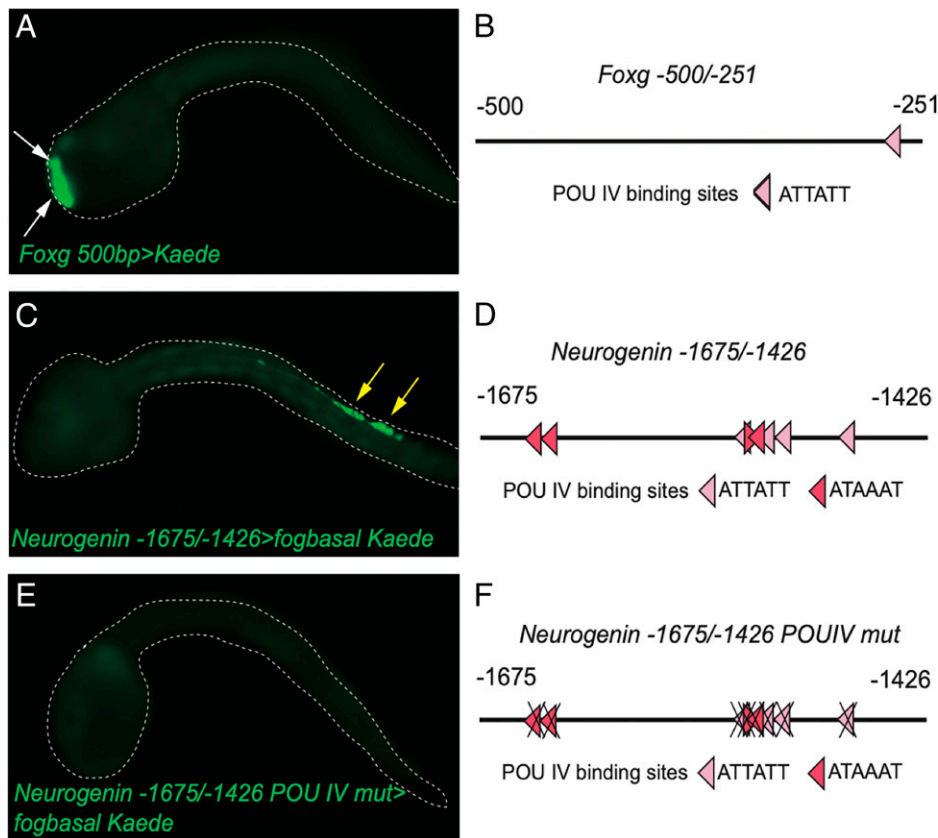 A
Foxg 500bp>Kaede
B
Foxg -500/-251
-500
-251
POU IV binding sites ATTATT
C
Neurogenin -1675/-1426>fogbasal Kaede
D
Neurogenin -1675/-1426
-1675
-1426
POU IV binding sites ATTATT ATAAAT
E
Neurogenin -1675/-1426 POU IV mut>
fogbasal Kaede
F
Neurogenin -1675/-1426 POUIV mut
-1675
-1426
POU IV binding sites ATTATT ATAAAT